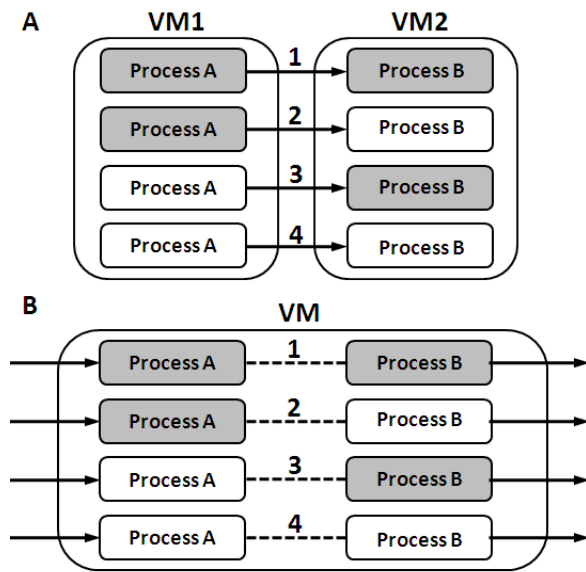 A
VM1 VM2
Process A 1 Process B
Process A 2 Process B
Process A 3 Process B
Process A 4 Process B
B
VM
Process A 1 Process B
Process A 2 Process B
Process A 3 Process B
Process A 4 Process B